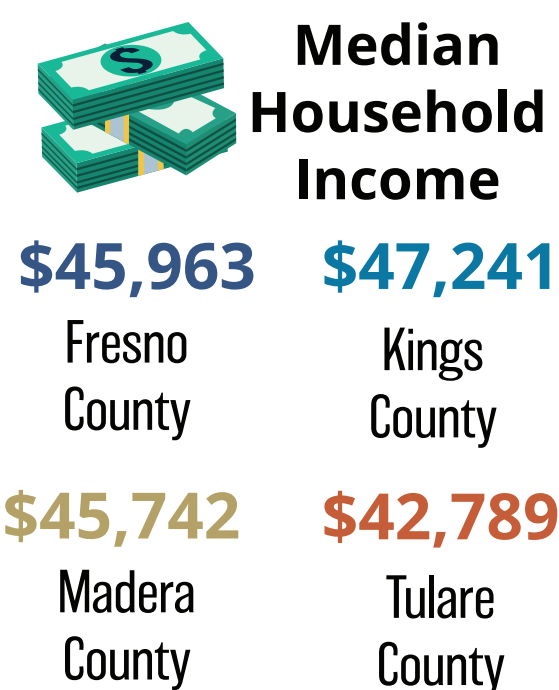 $
Median
Household
Income
$45,963
Fresno
County
$47,241
Kings
County
$45,742
Madera
County
$42,789
Tulare
County